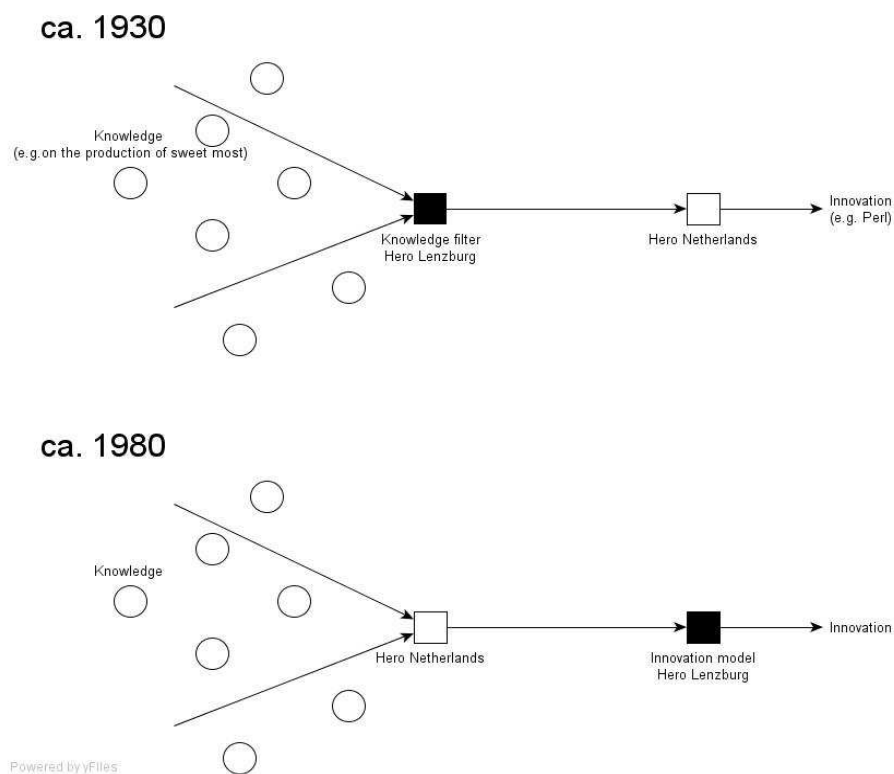 ca. 1930
Knowledge
(e.g.on the production of sweet most)
Knowledge filter
Hero Lenzburg
Hero Netherlands
Innovation
(e.g. Perl)
ca. 1980
Knowledge
Hero Netherlands
Innovation model
Hero Lenzburg
Innovation
Powered by yFiles